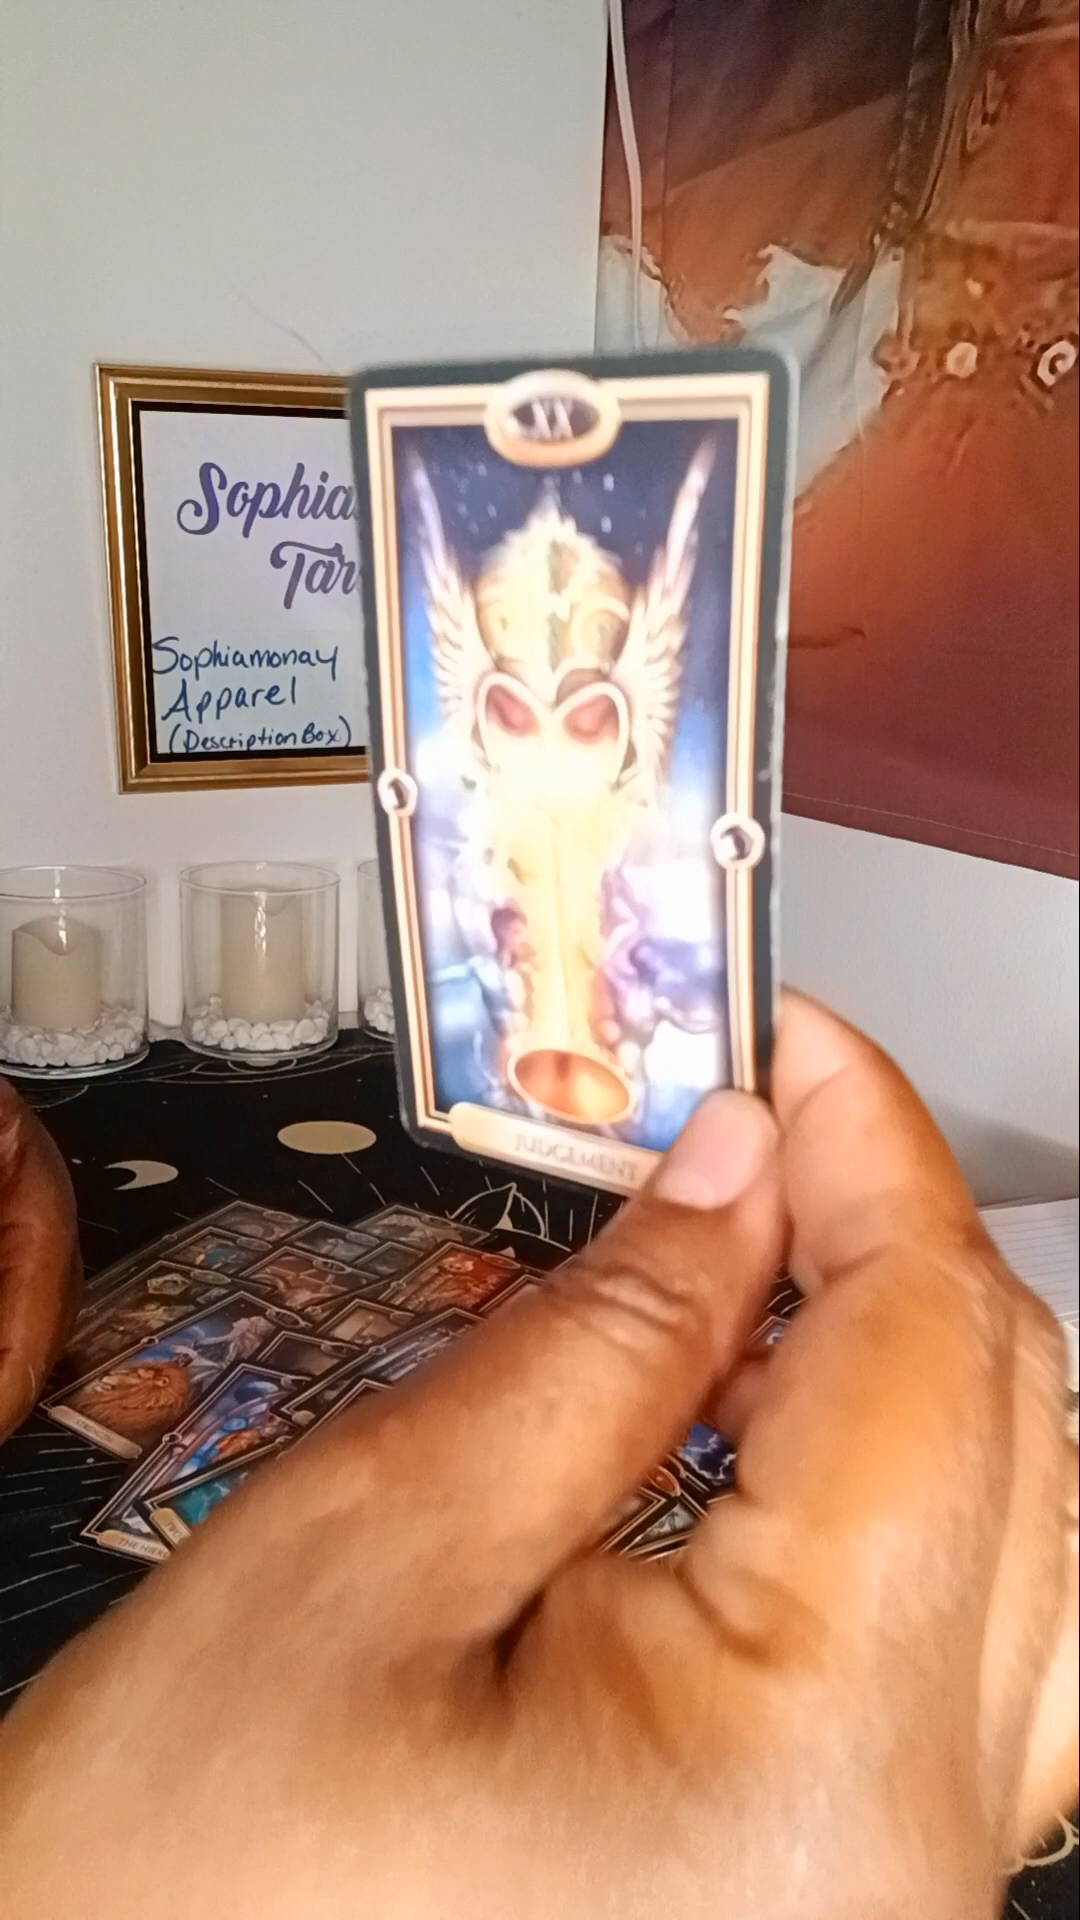 Sophia
Tar
Sophiamonay
Apparel
(Description Box)
XX
JUDGEMENT